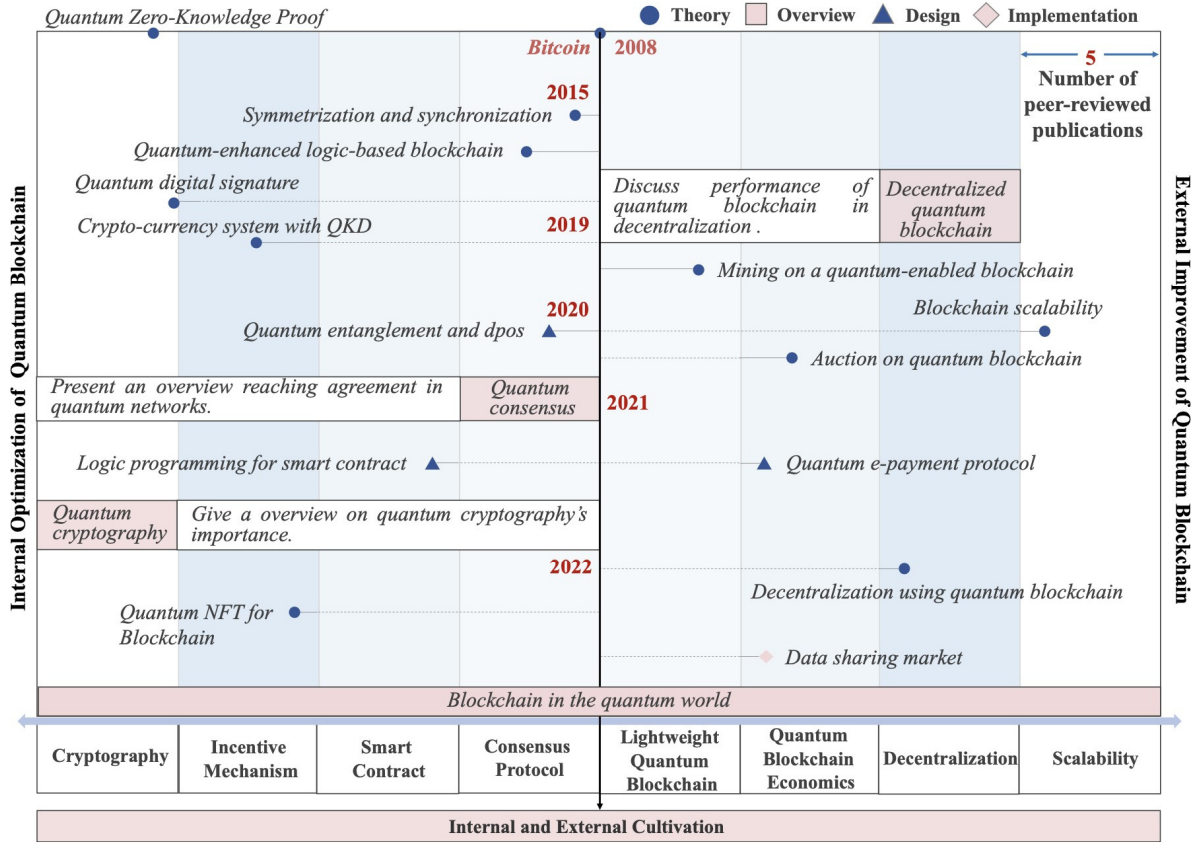 Quantum Zero-Knowledge Proof
Theory
Overview
Design
Implementation
Bitcoin
2008
5
Number of
peer-reviewed
publications
2015
Symmetrization and synchronization
Quantum-enhanced logic-based blockchain
Quantum digital signature
Crypto-currency system with QKD
2019
Discuss performance of
quantum blockchain in
decentralization .
Decentralized
quantum
blockchain
Mining on a quantum-enabled blockchain
Blockchain scalability
2020
Quantum entanglement and dpos
Auction on quantum blockchain
Present an overview reaching agreement in
quantum networks.
Quantum
consensus
2021
Logic programming for smart contract
Quantum e-payment protocol
Quantum
cryptography
Give a overview on quantum cryptography's
importance.
2022
Decentralization using quantum blockchain
Quantum NFT for
Blockchain
Data sharing market
Internal Optimization of Quantum Blockchain
External Improvement of Quantum Blockchain
Blockchain in the quantum world
Cryptography
Incentive
Mechanism
Smart
Contract
Consensus
Protocol
Lightweight
Quantum
Blockchain
Quantum
Blockchain
Economics
Decentralization
Scalability
Internal and External Cultivation